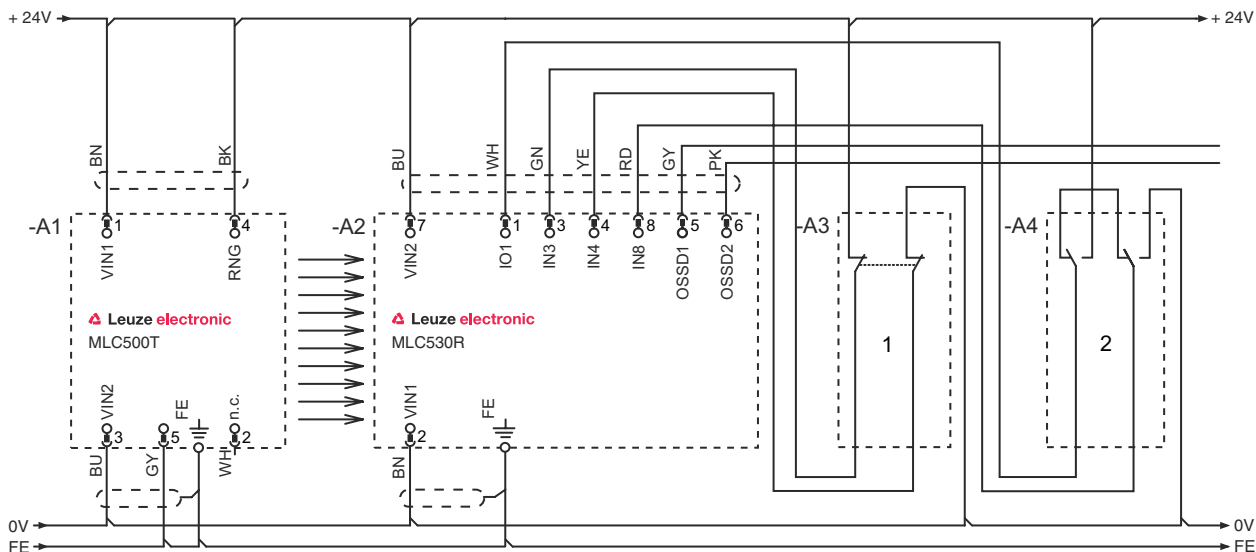 + 24V
+ 24V
BN
BK
BU
WH
GN
YE
RD
GY
PK
-A1
1
4
-A2
7
1
3
4
8
5
6
-A3
-A4
VIN1
RNG
VIN2
IO1
IN3
IN4
IN8
OSSD1
OSSD2
Leuze electronic
MLC500T
Leuze electronic
MLC530R
1
2
VIN2
FE
n.c.
VIN1
FE
3
5
2
2
BU
GY
WH
BN
0V
0V
FE
FE